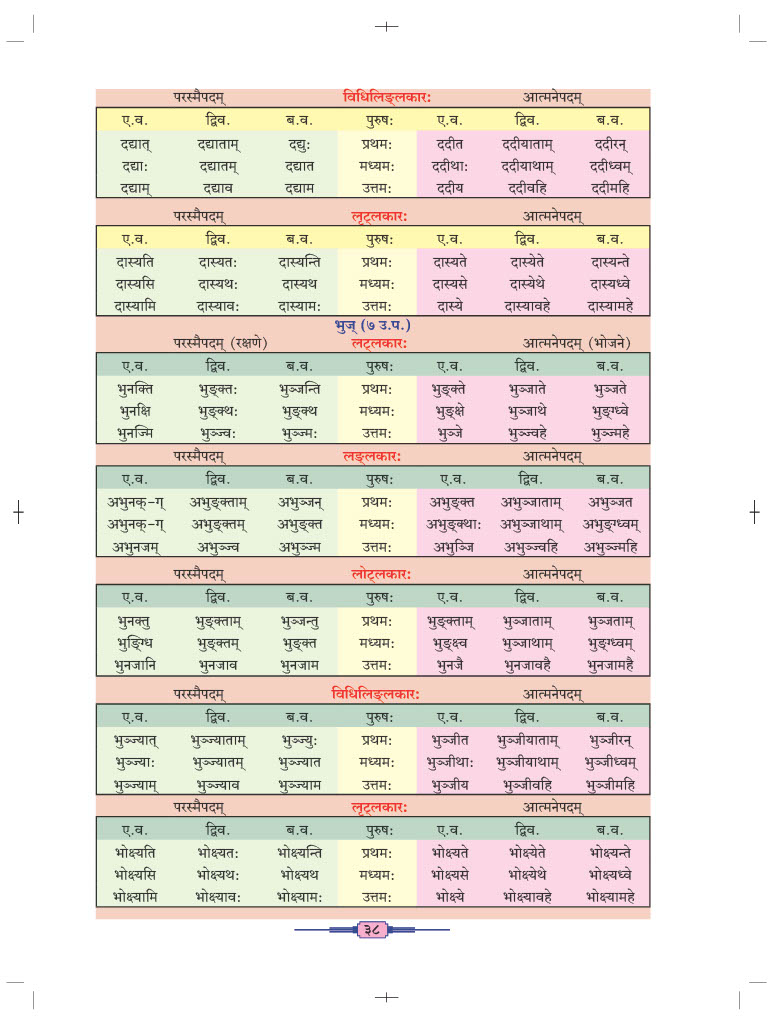 परस्मैपदम् विधिलिङ्लकारः आत्मनेपदम्
ए.व. द्विव. ब.व. पुरुषः ए.व. द्विव. ब.व.
दद्यात् दद्याताम् दद्युः प्रथमः ददीत ददीयाताम् ददीरन्
दद्याः दद्यातम् दद्यात मध्यमः ददीथाः ददीयाथाम् ददीध्वम्
दद्याम् दद्याव दद्याम उत्तमः ददीय ददीवहि ददीमहि
परस्मैपदम् लृट्लकारः आत्मनेपदम्
ए.व. द्विव. ब.व. पुरुषः ए.व. द्विव. ब.व.
दास्यति दास्यतः दास्यन्ति प्रथमः दास्यते दास्येते दास्यन्ते
दास्यसि दास्यथः दास्यथ मध्यमः दास्यसे दास्येथे दास्यध्वे
दास्यामि दास्यावः दास्यामः उत्तमः दास्ये दास्यावहे दास्यामहे
भुज् (७ उ.प.)
परस्मैपदम् (रक्षणे) लट्लकारः आत्मनेपदम् (भोजने)
ए.व. द्विव. ब.व. पुरुषः ए.व. द्विव. ब.व.
भुनक्ति भुङ्क्तः भुञ्जन्ति प्रथमः भुङ्क्ते भुञ्जाते भुञ्जते
भुनक्षि भुङ्क्थः भुङ्क्थ मध्यमः भुङ्क्षे भुञ्जाथे भुङ्ग्ध्वे
भुनज्मि भुञ्ज्वः भुञ्ज्मः उत्तमः भुञ्जे भुञ्ज्वहे भुञ्ज्महे
परस्मैपदम् लङ्लकारः आत्मनेपदम्
ए.व. द्विव. ब.व. पुरुषः ए.व. द्विव. ब.व.
अभुनक्-ग् अभुङ्क्ताम् अभुञ्जन् प्रथमः अभुङ्क्त अभुञ्जाताम् अभुञ्जत
अभुनक्-ग् अभुङ्क्तम् अभुङ्क्त मध्यमः अभुङ्क्थाः अभुञ्जाथाम् अभुङ्ग्ध्वम्
अभुनजम् अभुञ्ज्व अभुञ्ज्म उत्तमः अभुञ्जि अभुञ्ज्वहि अभुञ्ज्महि
परस्मैपदम् लोट्लकारः आत्मनेपदम्
ए.व. द्विव. ब.व. पुरुषः ए.व. द्विव. ब.व.
भुनक्तु भुङ्क्ताम् भुञ्जन्तु प्रथमः भुङ्क्ताम् भुञ्जाताम् भुञ्जताम्
भुङ्ग्धि भुङ्क्तम् भुङ्क्त मध्यमः भुङ्क्ष्व भुञ्जाथाम् भुङ्ग्ध्वम्
भुनजानि भुनजाव भुनजाम उत्तमः भुनजै भुनजावहै भुनजामहै
परस्मैपदम् विधिलिङ्लकारः आत्मनेपदम्
ए.व. द्विव. ब.व. पुरुषः ए.व. द्विव. ब.व.
भुञ्ज्यात् भुञ्ज्याताम् भुञ्ज्युः प्रथमः भुञ्जीत भुञ्जीयाताम् भुञ्जीरन्
भुञ्ज्याः भुञ्ज्यातम् भुञ्ज्यात मध्यमः भुञ्जीथाः भुञ्जीयाथाम् भुञ्जीध्वम्
भुञ्ज्याम् भुञ्ज्याव भुञ्ज्याम उत्तमः भुञ्जीय भुञ्जीवहि भुञ्जीमहि
परस्मैपदम् लृट्लकारः आत्मनेपदम्
ए.व. द्विव. ब.व. पुरुषः ए.व. द्विव. ब.व.
भोक्ष्यति भोक्ष्यतः भोक्ष्यन्ति प्रथमः भोक्ष्यते भोक्ष्येते भोक्ष्यन्ते
भोक्ष्यसि भोक्ष्यथः भोक्ष्यथ मध्यमः भोक्ष्यसे भोक्ष्येथे भोक्ष्यध्वे
भोक्ष्यामि भोक्ष्यावः भोक्ष्यामः उत्तमः भोक्ष्ये भोक्ष्यावहे भोक्ष्यामहे
३८